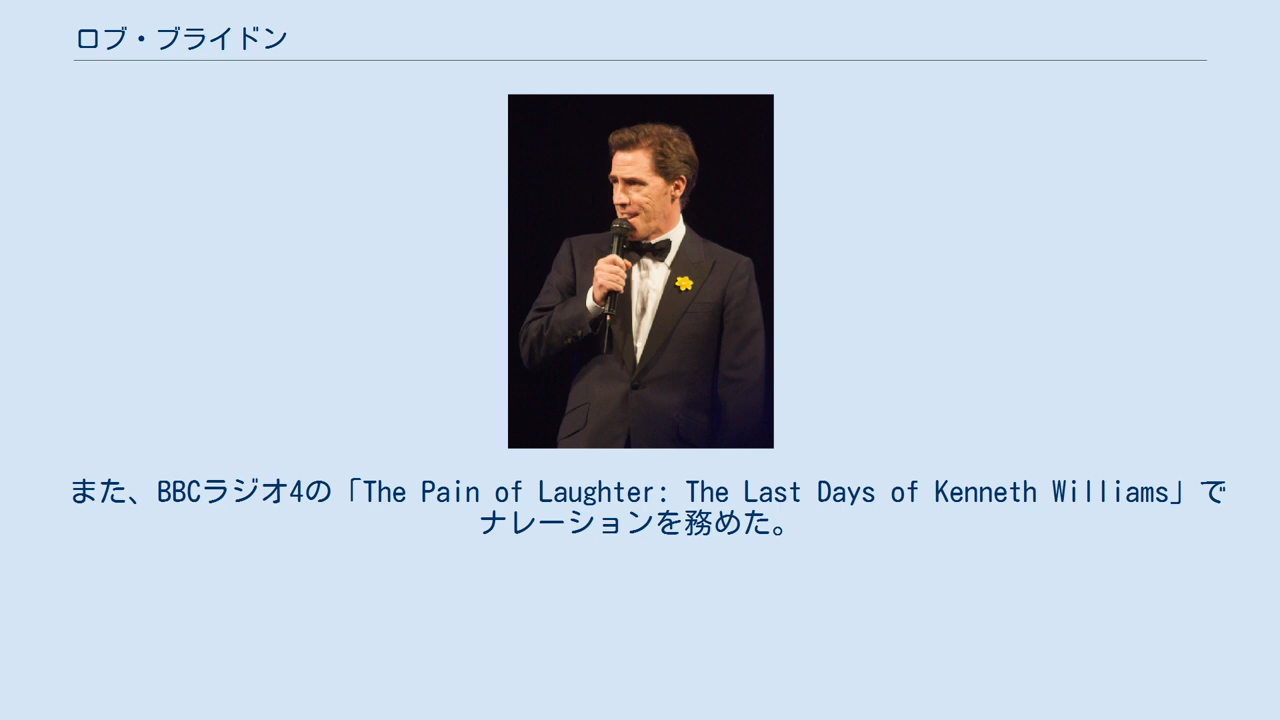 ロブ・ブライドン
また、BBCラジオ4の「The Pain of Laughter: The Last Days of Kenneth Williams」で
ナレーションを務めた。